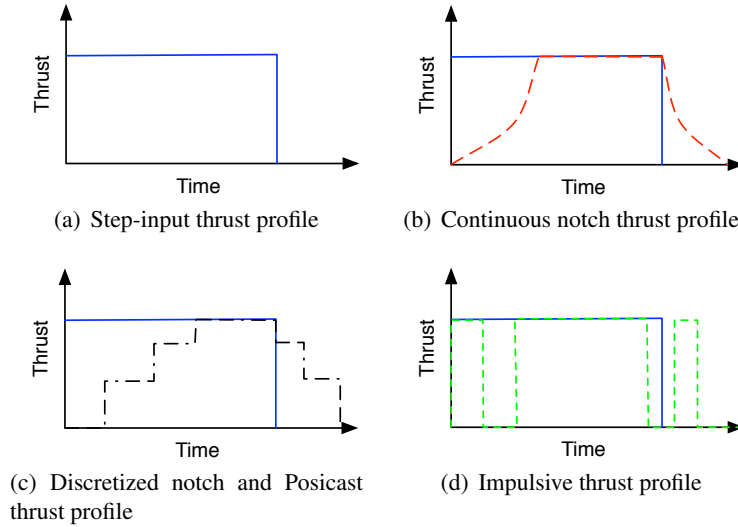 Thrust
Time
(a) Step-input thrust profile
Thrust
Time
(b) Continuous notch thrust profile
Thrust
Time
(c) Discretized notch and Posicast
thrust profile
Thrust
Time
(d) Impulsive thrust profile